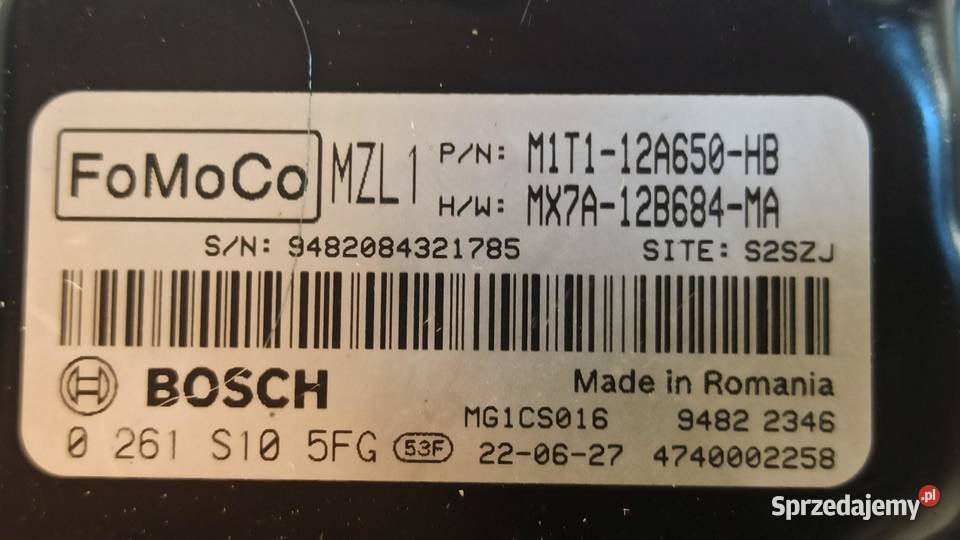 FoMoCo MZL1 P/N: M1T1-12A650-HB
H/W: MX7A-12B684-MA
S/N: 9482084321785 SITE: S2SZJ
BOSCH Made in Romania
MG1CS016 9482 2346
0 261 S10 5FG 53F 22-06-27 4740002258
Sprzedajemy.pl